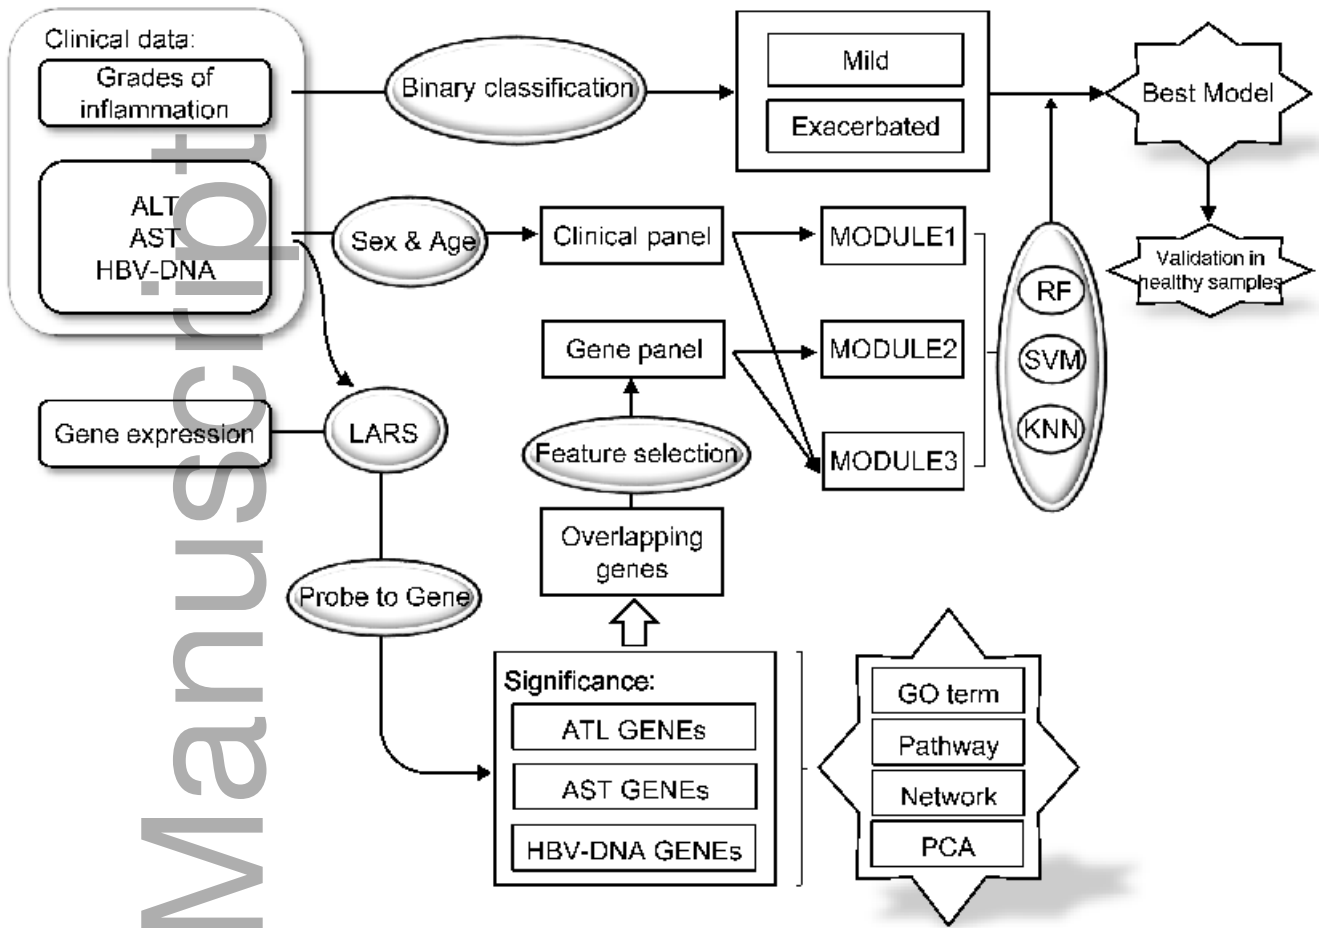 Clinical data:
Grades of
inflammation
Binary classification
Mild
Exacerbated
Best Model
ALT
AST
HBV-DNA
Sex & Age
Clinical panel
MODULE1
Validation in
healthy samples
RF
Gene panel
MODULE2
SVM
Gene expression
LARS
Feature selection
MODULE3
KNN
Overlapping
genes
Probe to Gene
Significance:
ATL GENEs
AST GENEs
HBV-DNA GENEs
GO term
Pathway
Network
PCA
Manuscript